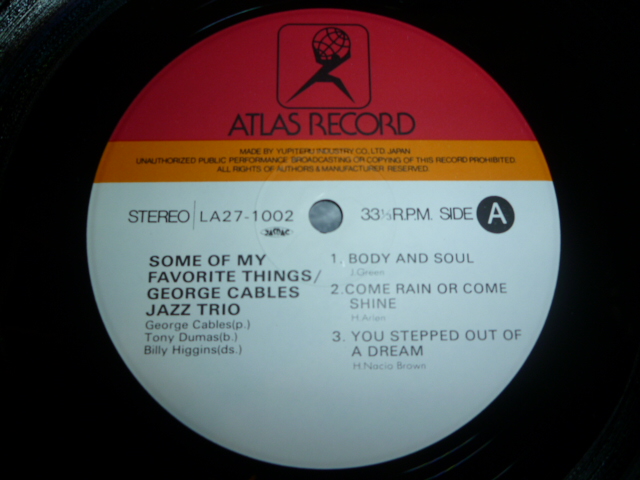 ATLAS RECORD
MADE BY YUPITERU INDUSTRY CO., LTD. JAPAN
UNAUTHORIZED PUBLIC PERFORMANCE BROADCASTING OR COPYING OF THIS RECORD PROHIBITED
ALL RIGHTS OF AUTHORS & MANUFACTURER RESERVED.
STEREO LA27-1002 33⅓R.P.M. SIDE A
JASRAC
SOME OF MY
FAVORITE THINGS/
GEORGE CABLES
JAZZ TRIO
George Cables(p.)
Tony Dumas(b.)
Billy Higgins(ds.)
1. BODY AND SOUL
J.Green
2.COME RAIN OR COME
SHINE
H.Arlen
3. YOU STEPPED OUT OF
A DREAM
H.Nacio Brown